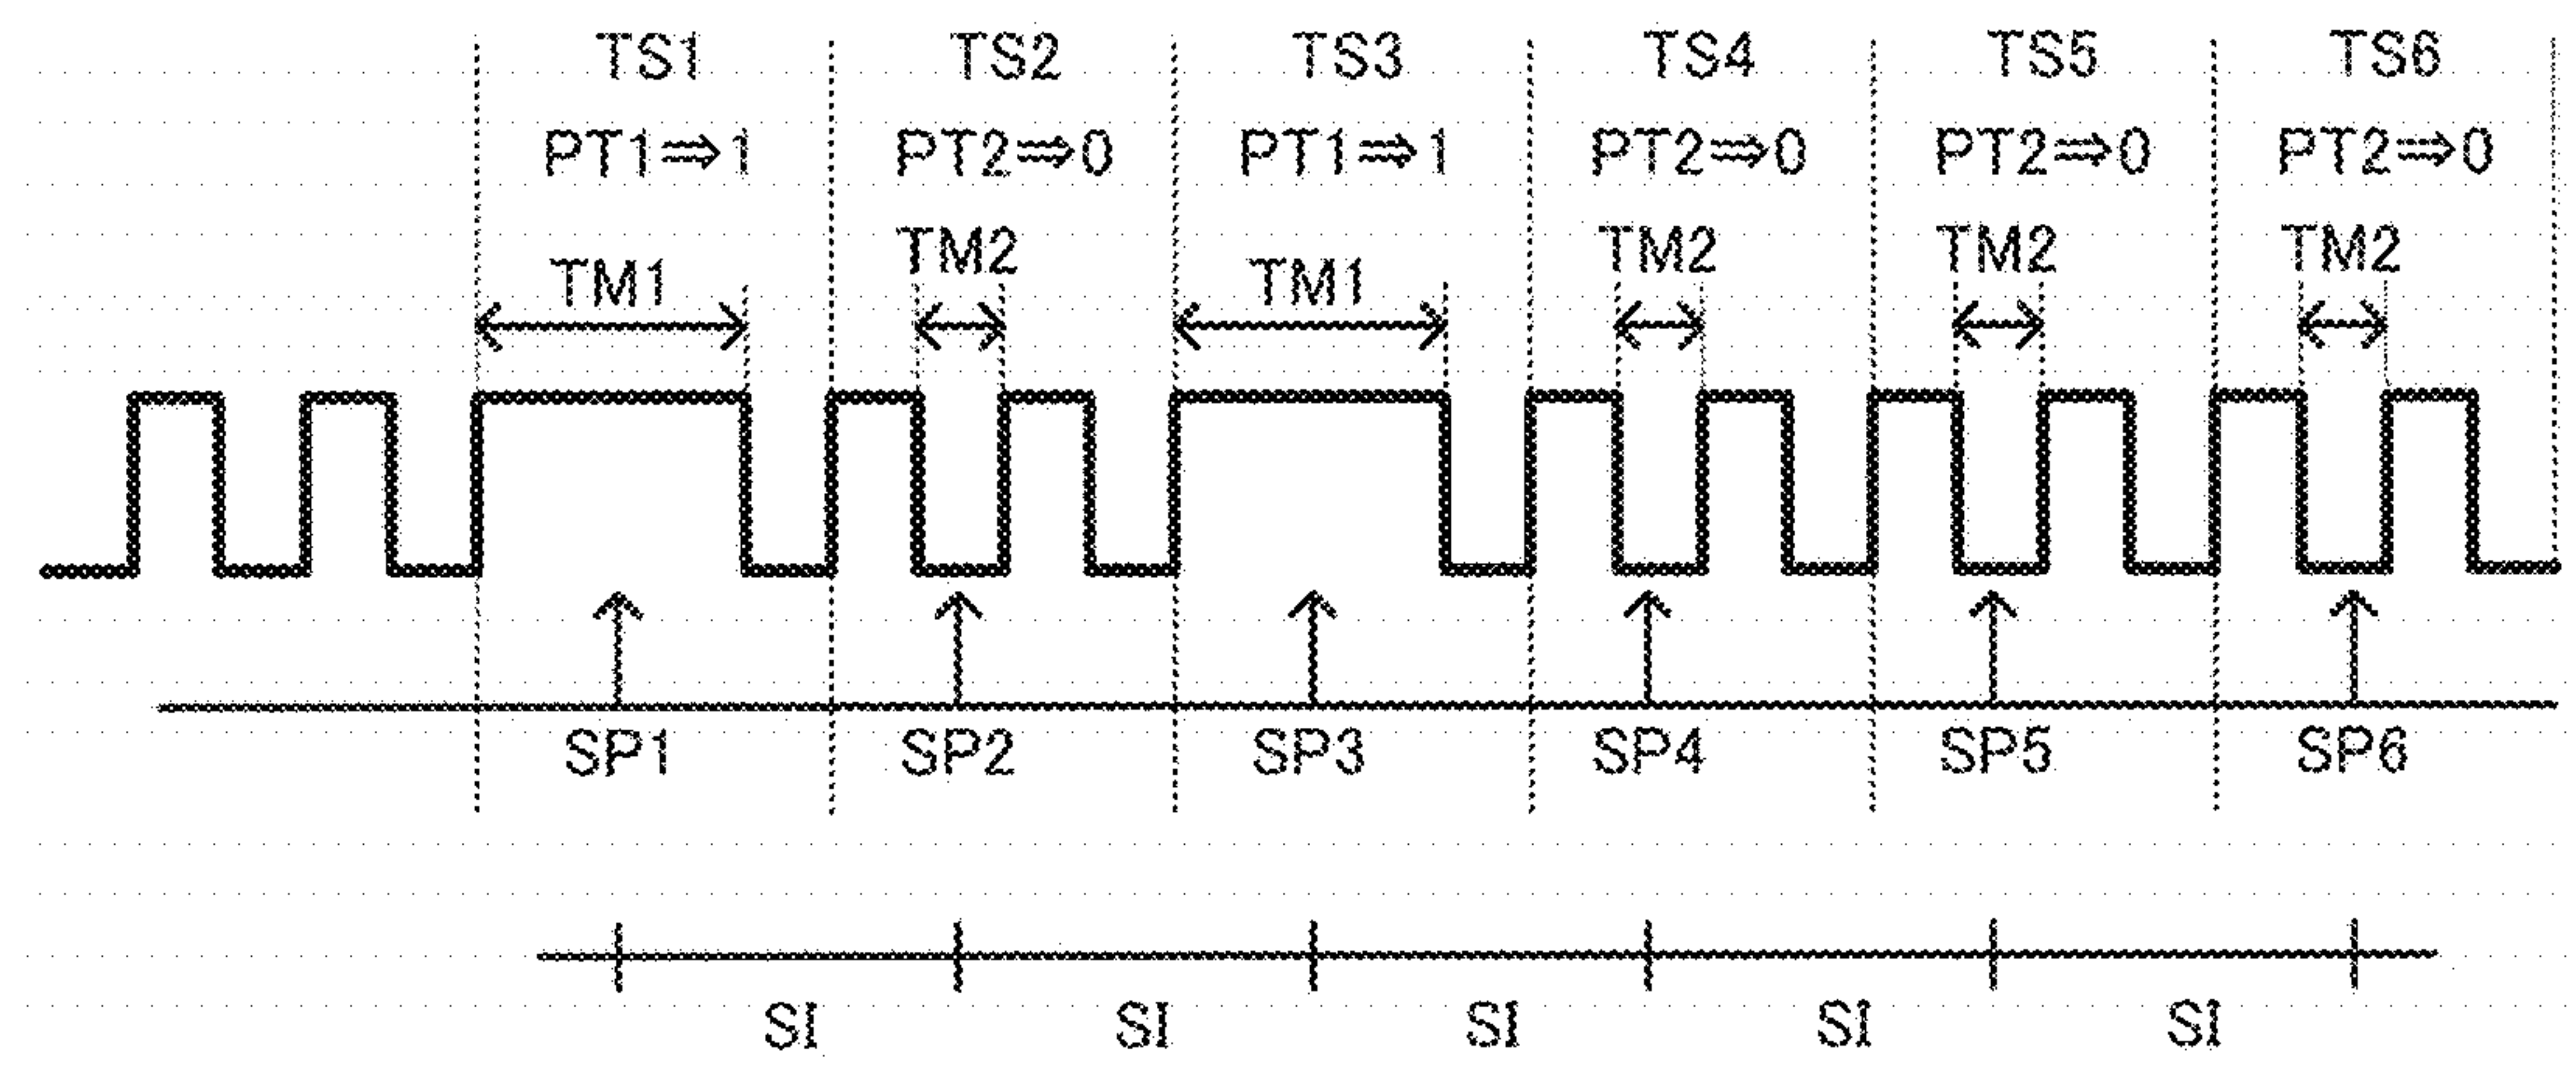 TS1 TS2 TS3 TS4 TS5 TS6
PT1⇒1 PT2⇒0 PT1⇒1 PT2⇒0 PT2⇒0 PT2⇒0
TM1 TM2 TM1 TM2 TM2 TM2
SP1 SP2 SP3 SP4 SP5 SP6
SI SI SI SI SI